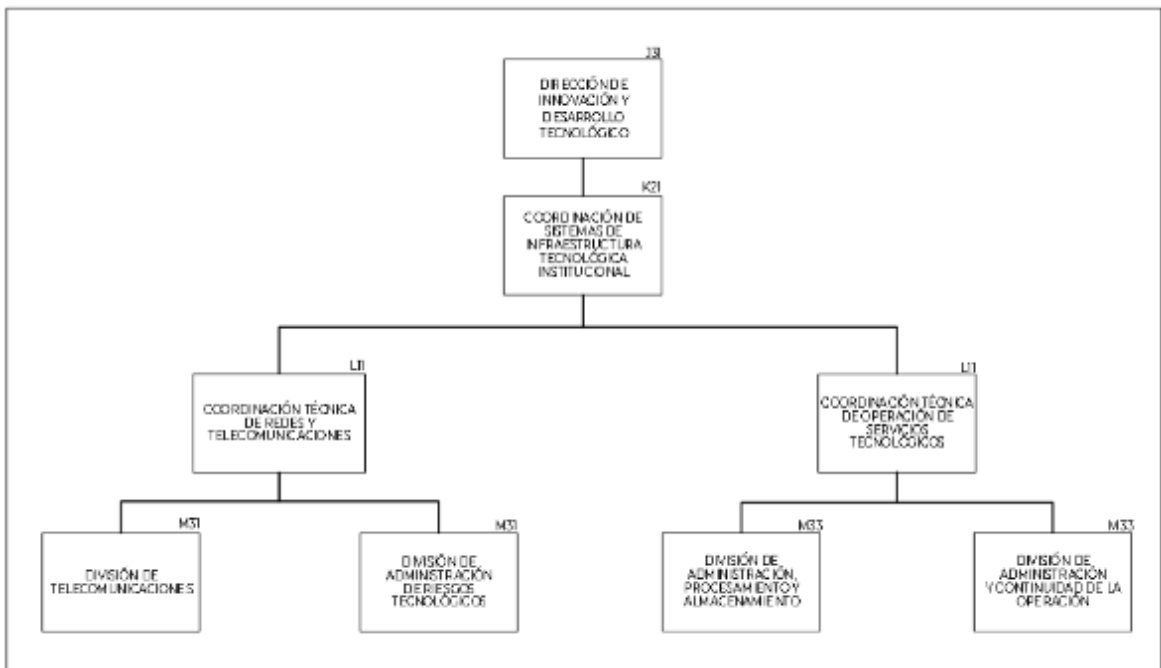 J31
DIRECCIÓN DE
INNOVACIÓN Y
DESARROLLO
TECNOLÓGICO
K21
COORDINACIÓN DE
SISTEMAS DE
INFRAESTRUCTURA
TECNOLÓGICA
INSTITUCIONAL
L11
COORDINACIÓN TÉCNICA
DE REDES Y
TELECOMUNICACIONES
L11
COORDINACIÓN TÉCNICA
DE OPERACIÓN DE
SERVICIOS
TECNOLÓGICOS
M31
DIVISIÓN DE
TELECOMUNICACIONES
M31
DIVISIÓN DE
ADMINISTRACIÓN
DE RIESGOS
TECNOLÓGICOS
M33
DIVISIÓN DE
ADMINISTRACIÓN,
PROCESAMIENTO Y
ALMACENAMIENTO
M33
DIVISIÓN DE
ADMINISTRACIÓN
Y CONTINUIDAD DE LA
OPERACIÓN